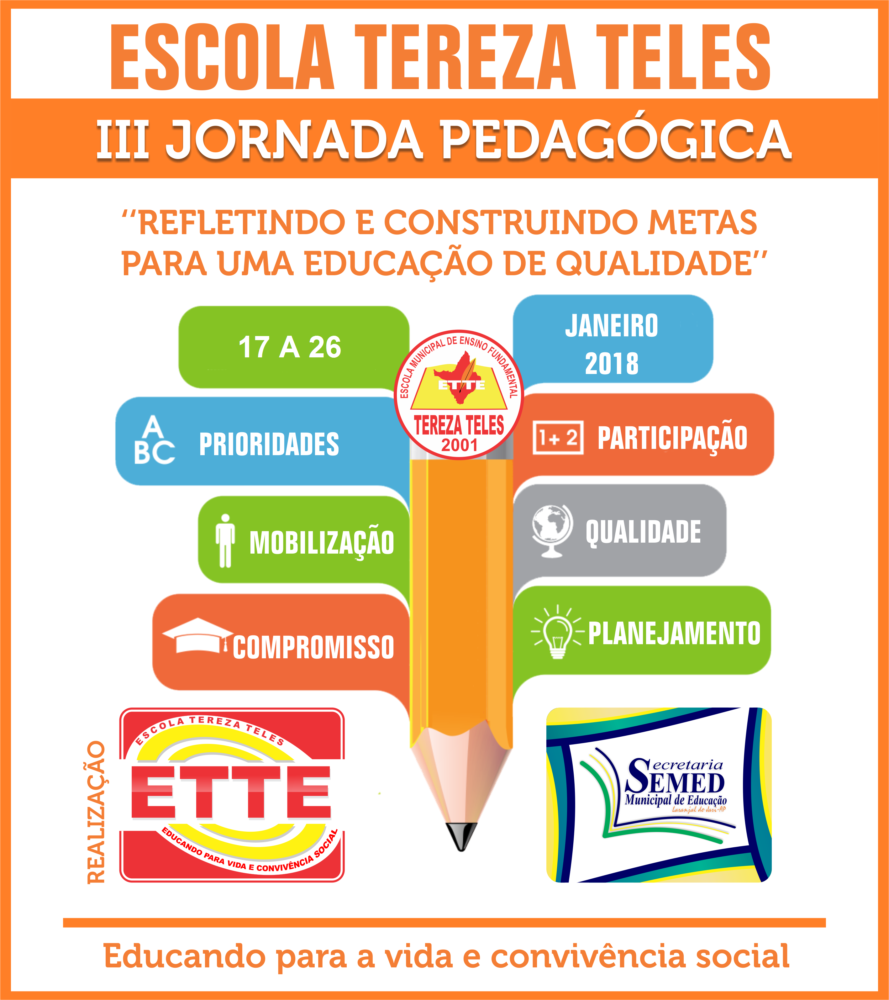 ESCOLA TEREZA TELES
III JORNADA PEDAGÓGICA
‘‘REFLETINDO E CONSTRUINDO METAS
PARA UMA EDUCAÇÃO DE QUALIDADE’’
17 A 26
JANEIRO
2018
ESCOLA MUNICIPAL DE ENSINO FUNDAMENTAL
ETTE
TEREZA TELES
2001
A
BC
PRIORIDADES
1+ 2
PARTICIPAÇÃO
MOBILIZAÇÃO
QUALIDADE
COMPROMISSO
PLANEJAMENTO
REALIZAÇÃO
ESCOLA TEREZA TELES
ETTE
EDUCANDO PARA VIDA E CONVIVÊNCIA SOCIAL
Secretaria
SEMED
Municipal de Educação
Laranjal do Jari-AP
Educando para a vida e convivência social